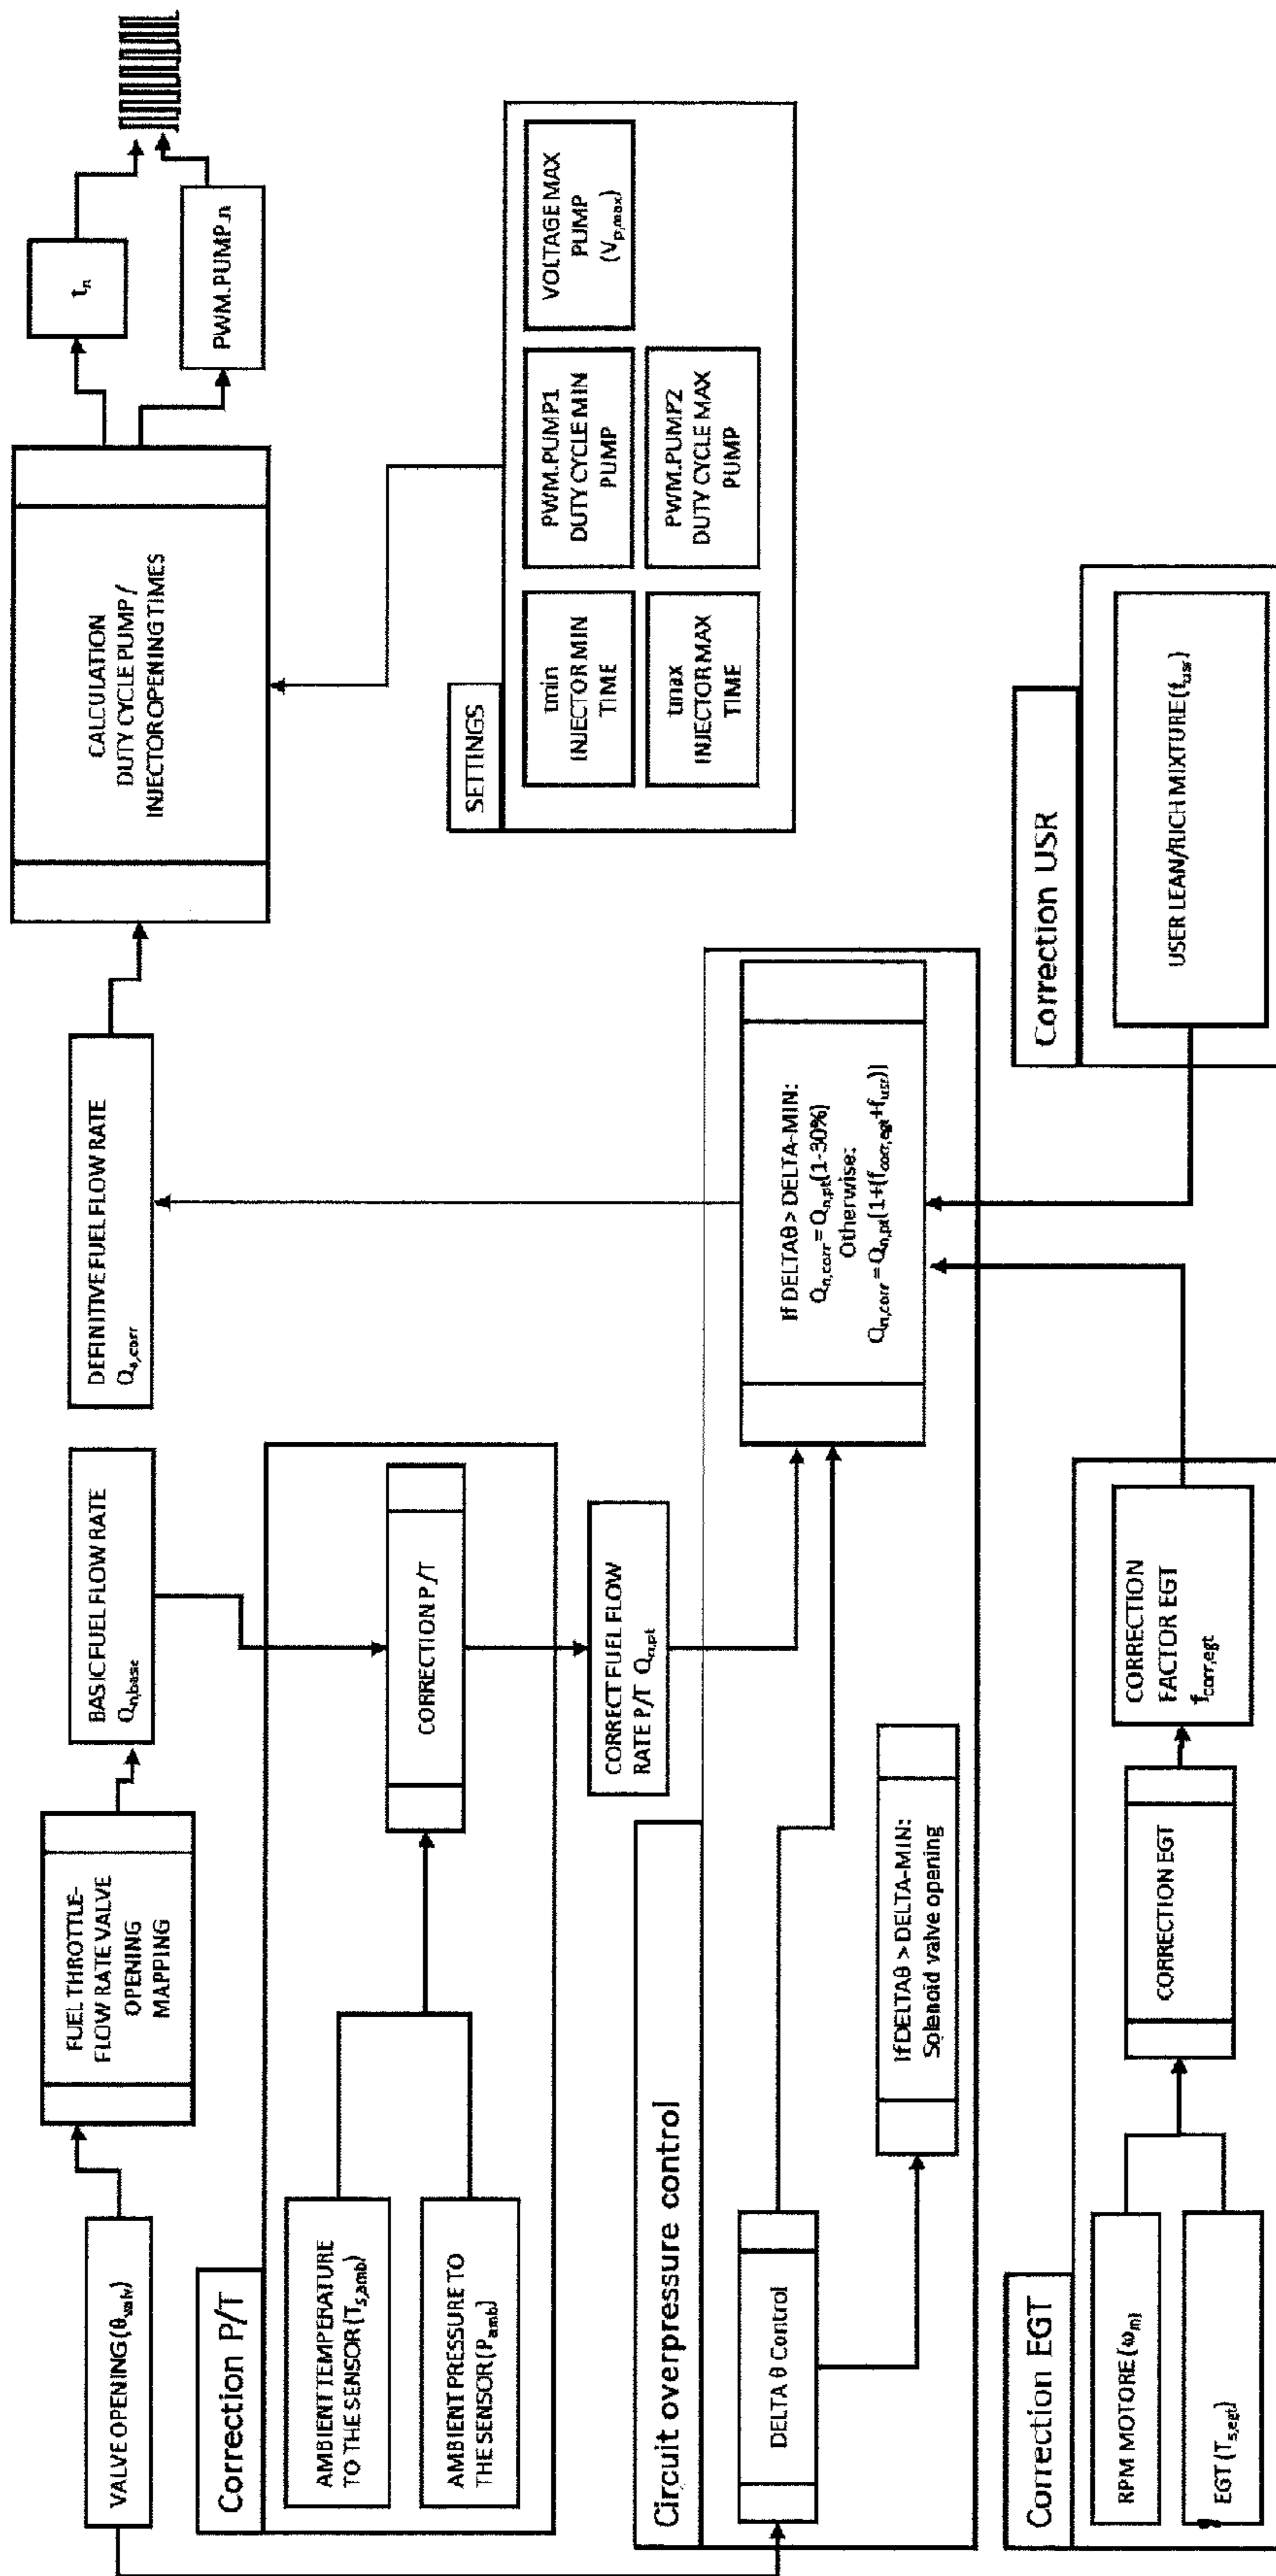 VALVE OPENING (θvalv)
FUEL THROTTLE-
FLOW RATE VALVE
OPENING
MAPPING
BASIC FUEL FLOW RATE
Qn,basic
DEFINITIVE FUEL FLOW RATE
CALCULATION
DUTY CYCLE PUMP /
INJECTOR OPENING TIMES
tn
PWM.PUMP_n
Correction P/T
AMBIENT TEMPERATURE
TO THE SENSOR (Ts,amb)
AMBIENT PRESSURE TO
THE SENSOR (Pamb)
CORRECTION P/T
CORRECT FUEL FLOW
RATE P/T Qn,pt
SETTINGS
tmin
INJECTOR MIN
TIME
tmax
INJECTOR MAX
TIME
PWM.PUMP1
DUTY CYCLE MIN
PUMP
PWM.PUMP2
DUTY CYCLE MAX
PUMP
VOLTAGE MAX
PUMP
(Vp,max)
Circuit overpressure control
DELTA θ Control
If DELTAθ > DELTA-MIN:
Solenoid valve opening
If DELTAθ > DELTA-MIN:
Qn,corr = Qn,pt(1-30%)
Otherwise:
Qn,corr = Qn,pt(1+(fcorr,egt+fusr))
Correction EGT
RPM MOTORE (ωm)
EGT (Ts,egt)
CORRECTION EGT
CORRECTION
FACTOR EGT
fcorr,egt
Correction USR
USER LEAN/RICH MIXTURE (fusr)